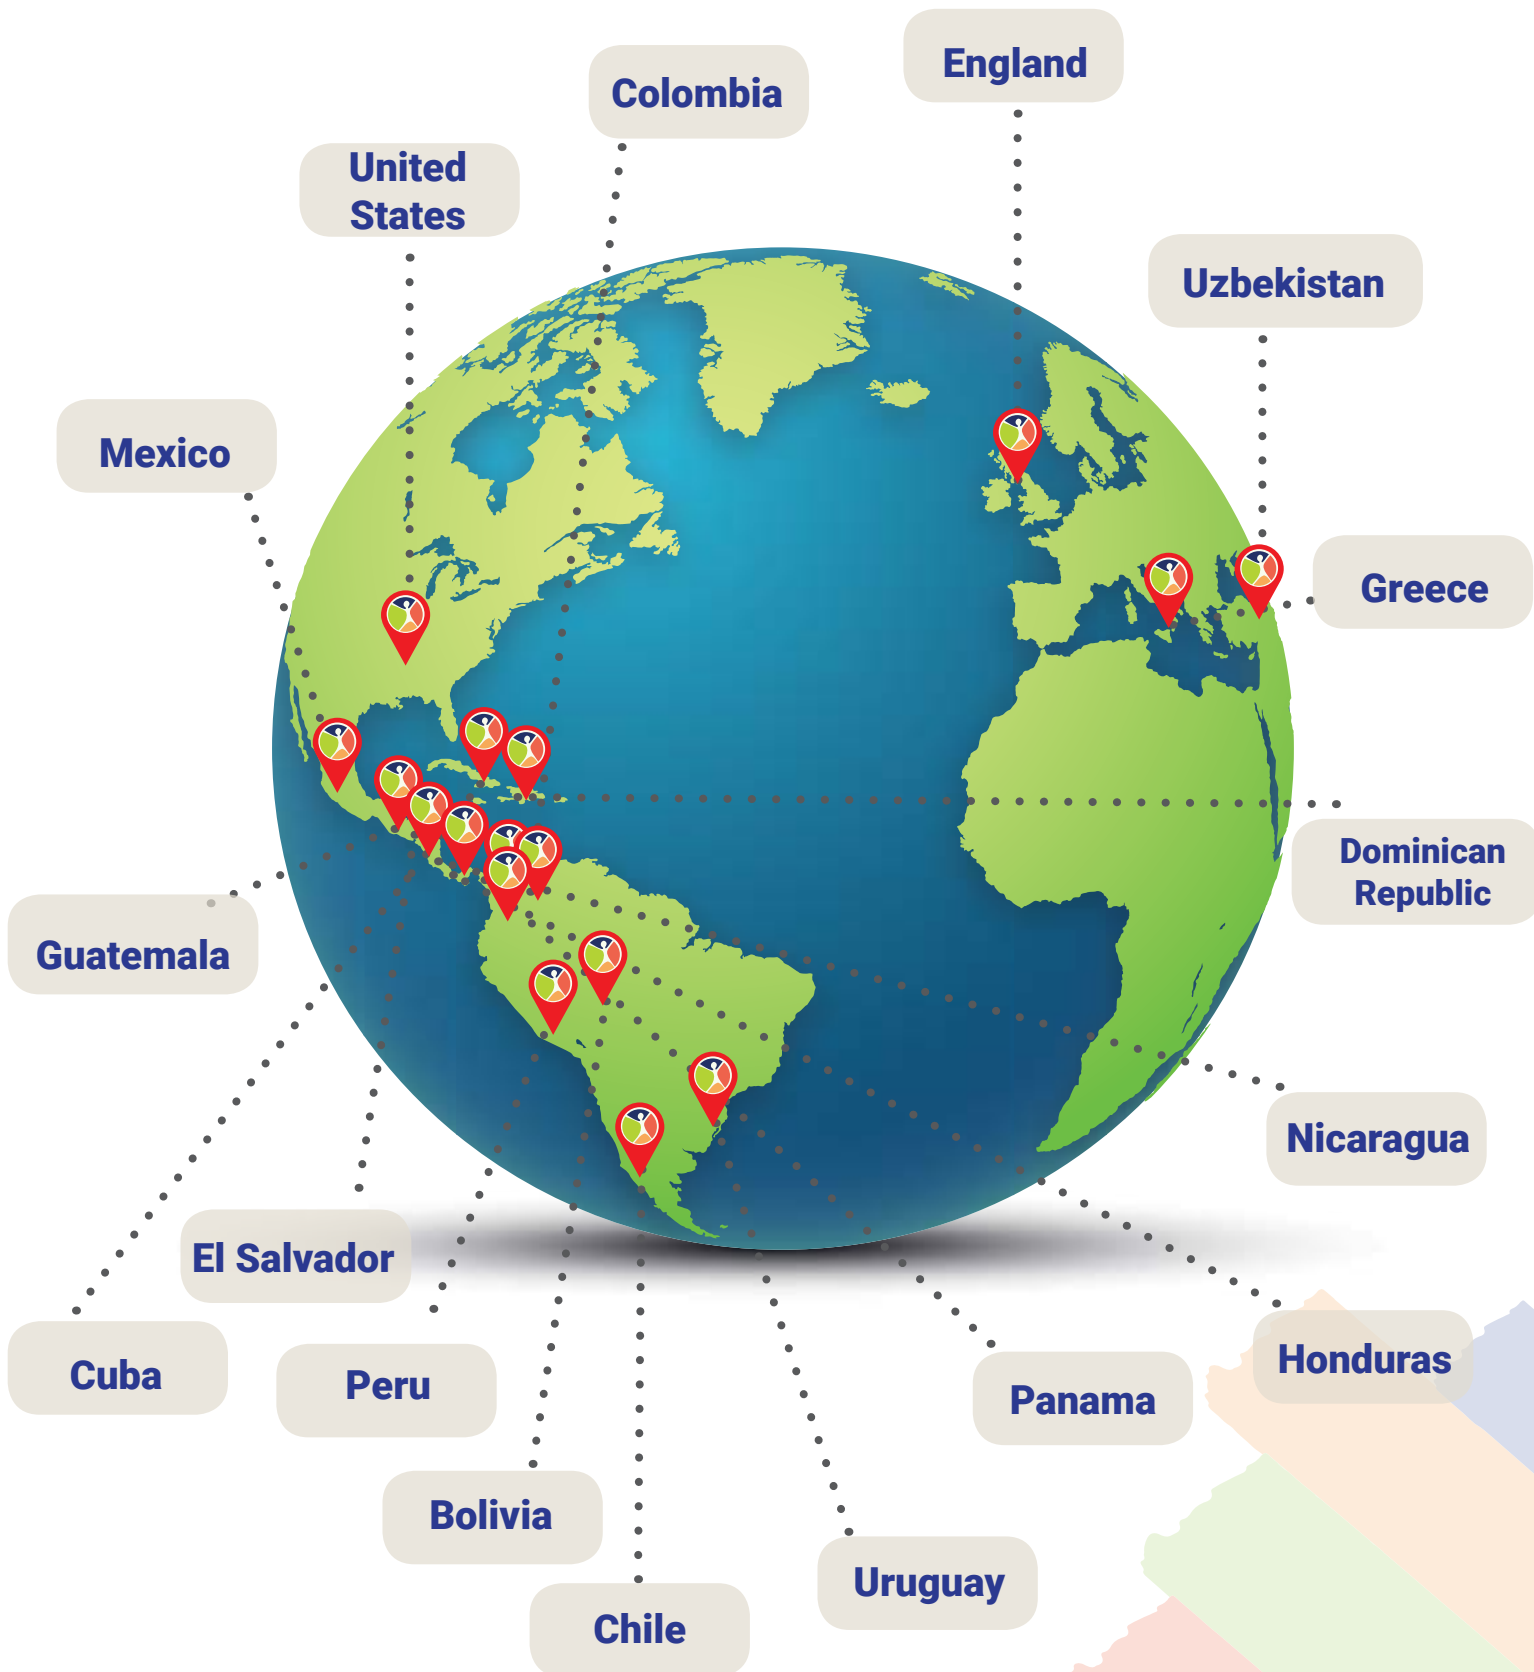 England
Colombia
United
States
Uzbekistan
Mexico
Greece
Dominican
Republic
Guatemala
Nicaragua
El Salvador
Honduras
Cuba
Peru
Panama
Bolivia
Uruguay
Chile